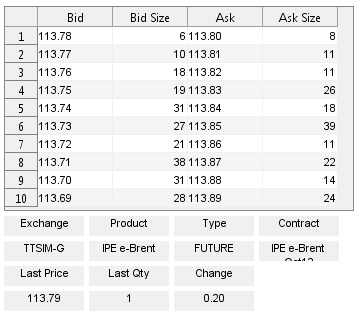 Bid Bid Size Ask Ask Size
1 113.78 6 113.80 8
2 113.77 10 113.81 11
3 113.76 18 113.82 11
4 113.75 19 113.83 26
5 113.74 31 113.84 18
6 113.73 27 113.85 39
7 113.72 21 113.86 11
8 113.71 38 113.87 22
9 113.70 31 113.88 14
10 113.69 28 113.89 24
Exchange Product Type Contract
TTSIM-G IPE e-Brent FUTURE IPE e-Brent
Oct13
Last Price Last Qty Change
113.79 1 0.20